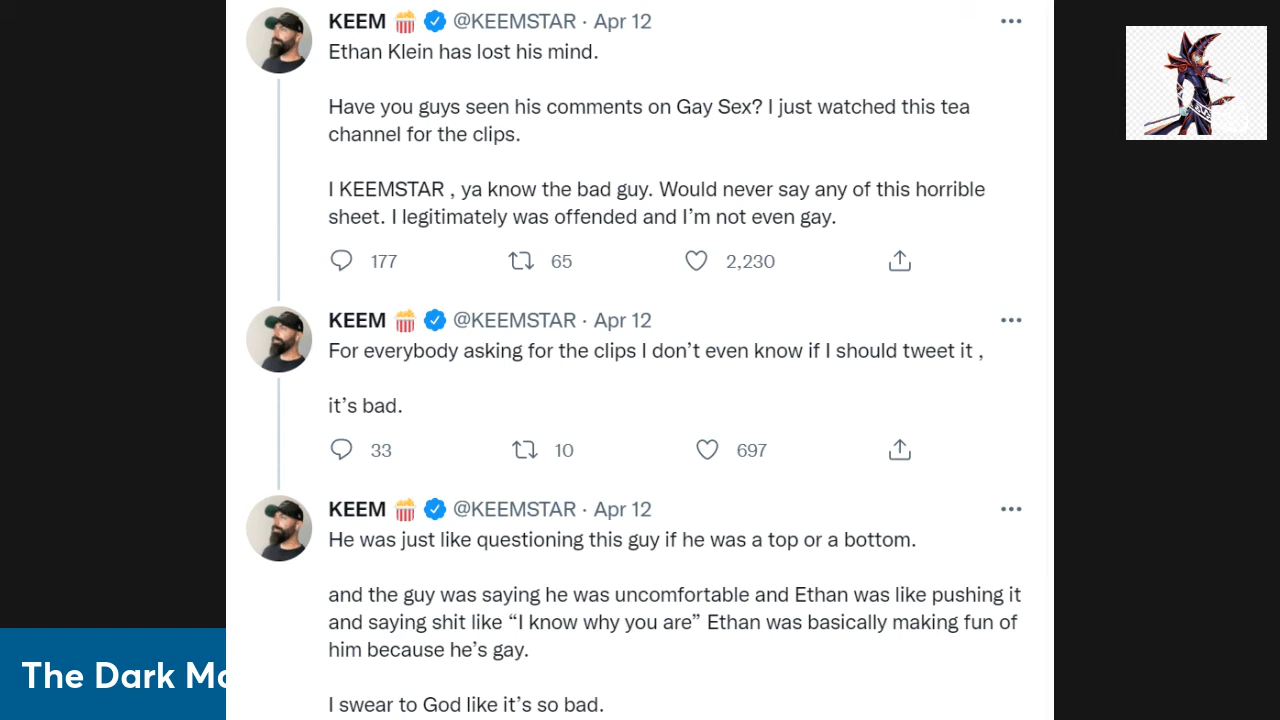 KEEM 🍿 @KEEMSTAR · Apr 12
Ethan Klein has lost his mind.
Have you guys seen his comments on Gay Sex? I just watched this tea
channel for the clips.
I KEEMSTAR , ya know the bad guy. Would never say any of this horrible
sheet. I legitimately was offended and I’m not even gay.
177 65 2,230
KEEM 🍿 @KEEMSTAR · Apr 12
For everybody asking for the clips I don’t even know if I should tweet it ,
it’s bad.
33 10 697
KEEM 🍿 @KEEMSTAR · Apr 12
He was just like questioning this guy if he was a top or a bottom.
and the guy was saying he was uncomfortable and Ethan was like pushing it
and saying shit like “I know why you are” Ethan was basically making fun of
him because he’s gay.
I swear to God like it’s so bad.
The Dark